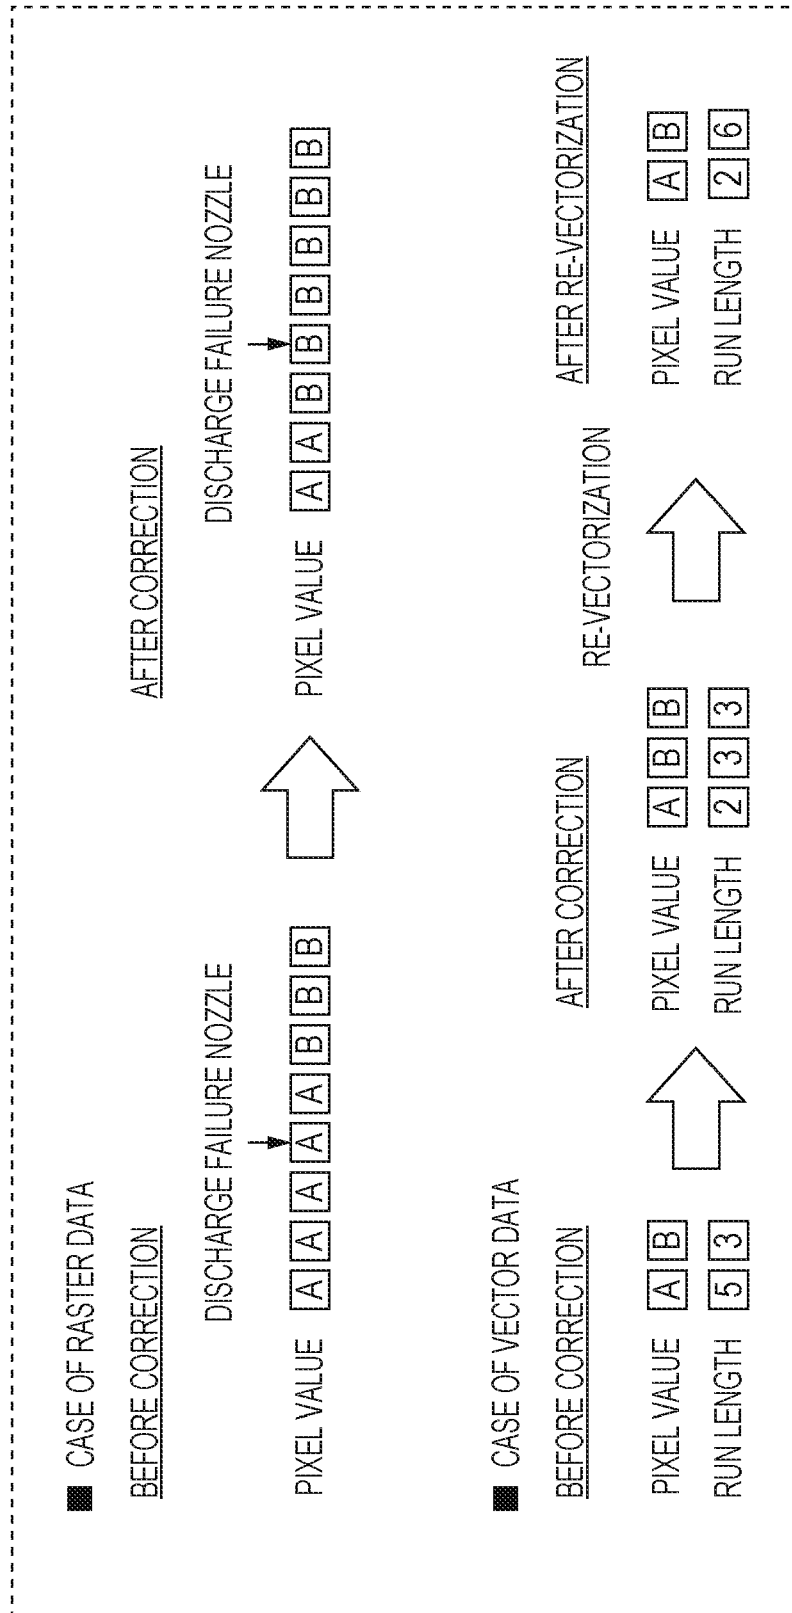 ■ CASE OF RASTER DATA
BEFORE CORRECTION
DISCHARGE FAILURE NOZZLE
PIXEL VALUE A A A A A B B B
AFTER CORRECTION
DISCHARGE FAILURE NOZZLE
PIXEL VALUE A A B B B B B B
■ CASE OF VECTOR DATA
BEFORE CORRECTION
PIXEL VALUE A B
RUN LENGTH 5 3
AFTER CORRECTION
PIXEL VALUE A B B
RUN LENGTH 2 3 3
RE-VECTORIZATION
AFTER RE-VECTORIZATION
PIXEL VALUE A B
RUN LENGTH 2 6